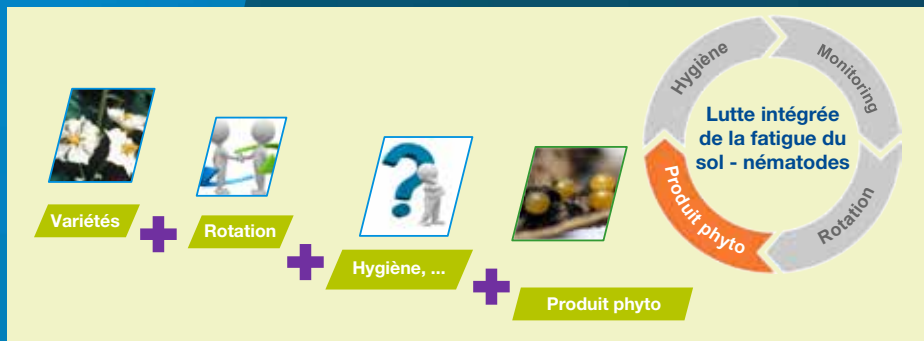 Variétés
Rotation
Hygiène, ...
Produit phyto
Hygiène
Monitoring
Lutte intégrée
de la fatigue du
sol - nématodes
Produit phyto
Rotation